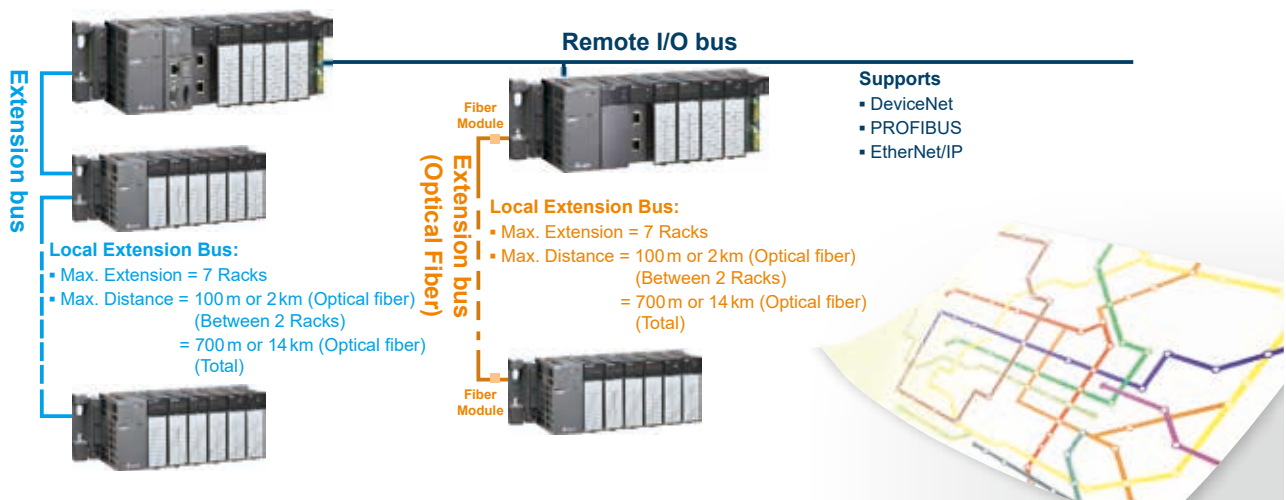 Remote I/O bus
Extension bus
Supports
▪ DeviceNet
▪ PROFIBUS
▪ EtherNet/IP
Fiber
Module
Extension bus
(Optical Fiber)
Local Extension Bus:
▪ Max. Extension = 7 Racks
▪ Max. Distance = 100 m or 2 km (Optical fiber)
(Between 2 Racks)
= 700 m or 14 km (Optical fiber)
(Total)
Local Extension Bus:
▪ Max. Extension = 7 Racks
▪ Max. Distance = 100 m or 2 km (Optical fiber)
(Between 2 Racks)
= 700 m or 14 km (Optical fiber)
(Total)
Fiber
Module